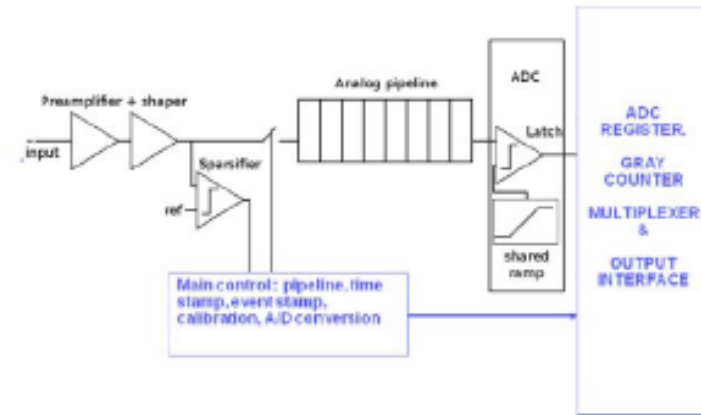 Preamplifier + shaper
input
Sparsifier
ref
Analog pipeline
ADC
Latch
shared
ramp
Main control: pipeline, time
stamp, event stamp,
calibration, A/D conversion
ADC
REGISTER.
GRAY
COUNTER
MULTIPLEXER
&
OUTPUT
INTERFACE